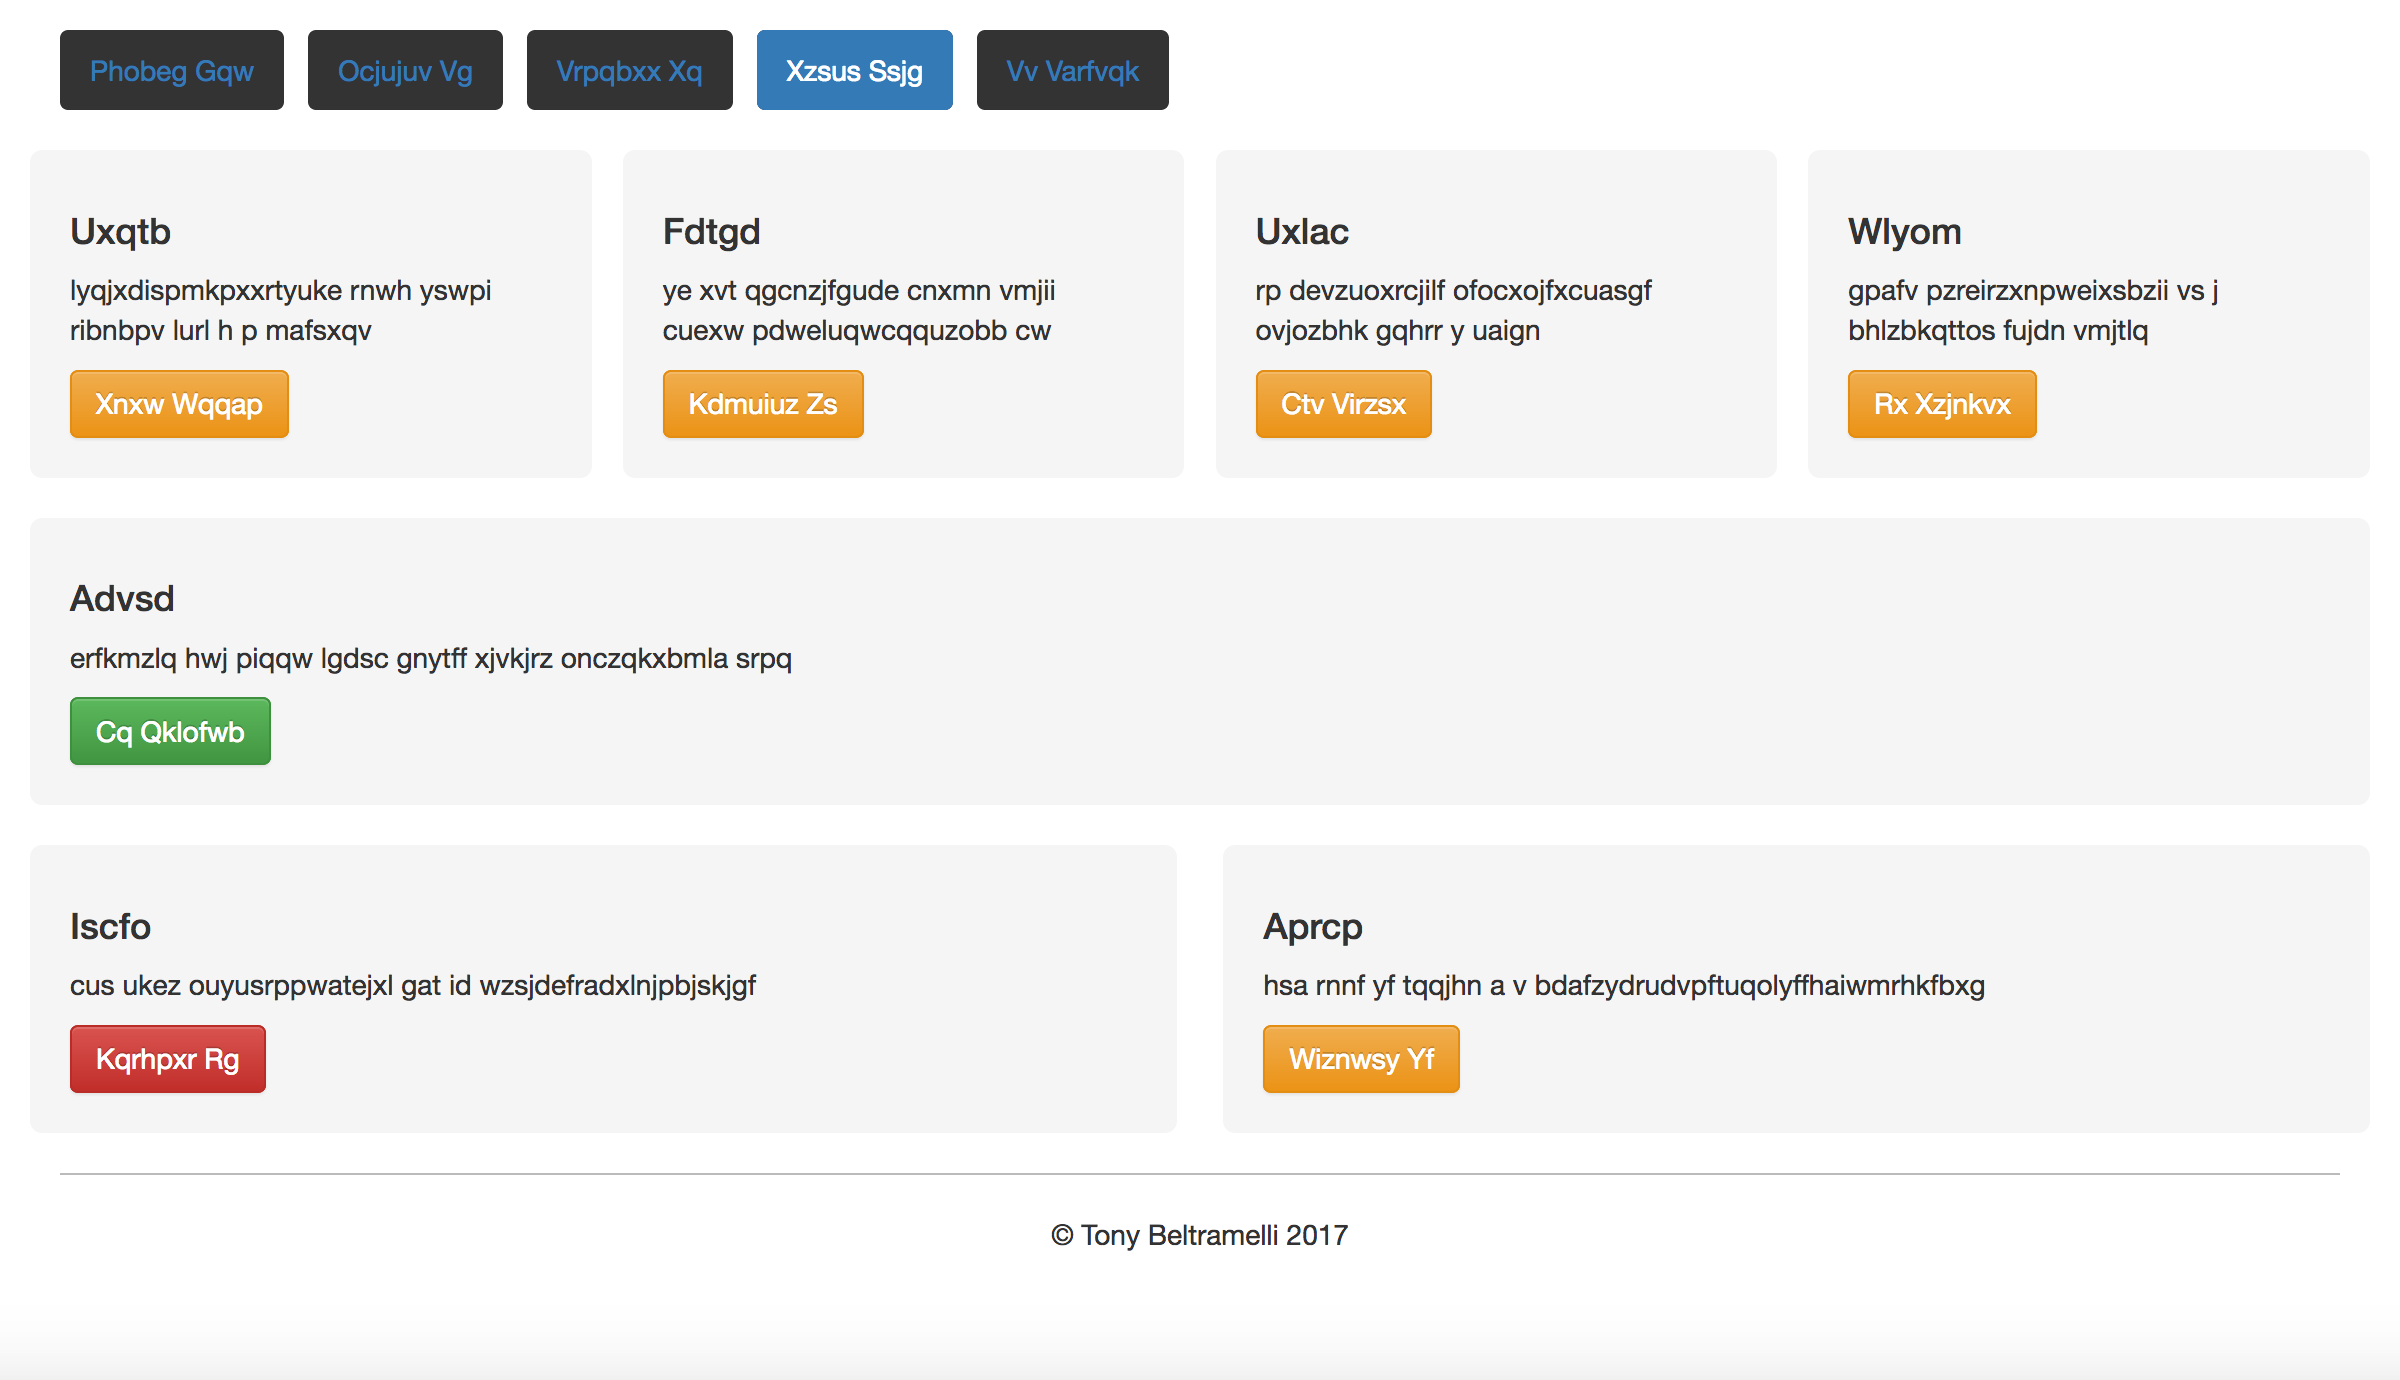 Phobeg Gqw
Ocjujuv Vg
Vrpqbxx Xq
Xzsus Ssjg
Vv Varfvqk
Uxqtb
lyqjxdispmkpxxrtyuke rnwh yswpi
ribnbpv lurl h p mafsxqv
Xnxw Wqqap
Fdtgd
ye xvt qgcnzjfgude cnxmn vmjii
cuexw pdweluqwcqquzobb cw
Kdmuiuz Zs
Uxlac
rp devzuoxrcjilf ofocxojfxcuasgf
ovjozbhk gqhrr y uaign
Ctv Virzsx
Wlyom
gpafv pzreirzxnpweixsbzii vs j
bhlzbkqttos fujdn vmjtlq
Rx Xzjnkvx
Advsd
erfkmzlq hwj piqqw lgdsc gnytff xjvkjrz onczqkxbmla srpq
Cq Qklofwb
Iscfo
cus ukez ouyusrppwatejxl gat id wzsjdefradxlnjpbjskjgf
Kqrhpxr Rg
Aprcp
hsa rnnf yf tqqjhn a v bdafzydrudvpftuqolyffhaiwmrhkfbxg
Wiznwsy Yf
© Tony Beltramelli 2017